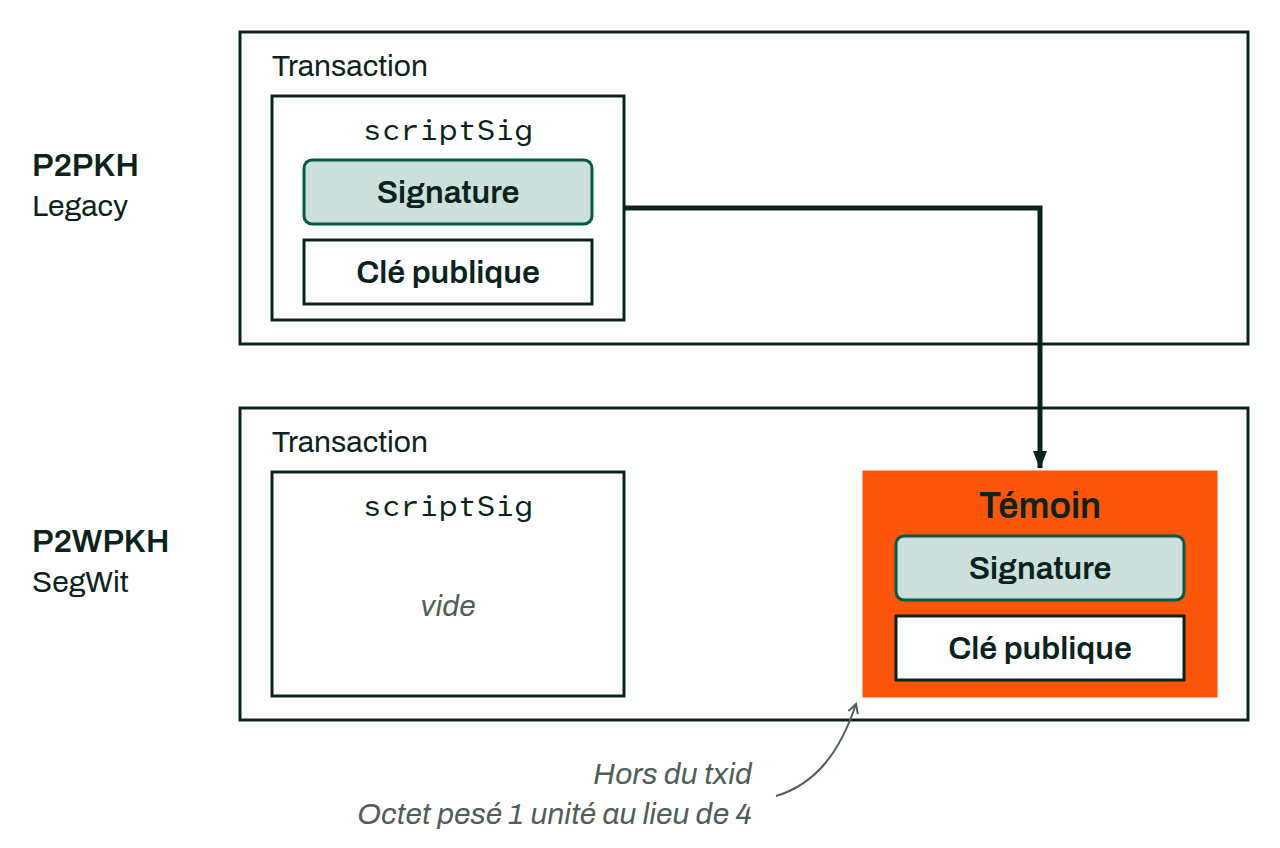 Transaction
scriptSig
Signature
Clé publique
P2PKH
Legacy
Transaction
scriptSig
vide
Témoin
Signature
Clé publique
P2WPKH
SegWit
Hors du txid
Octet pesé 1 unité au lieu de 4